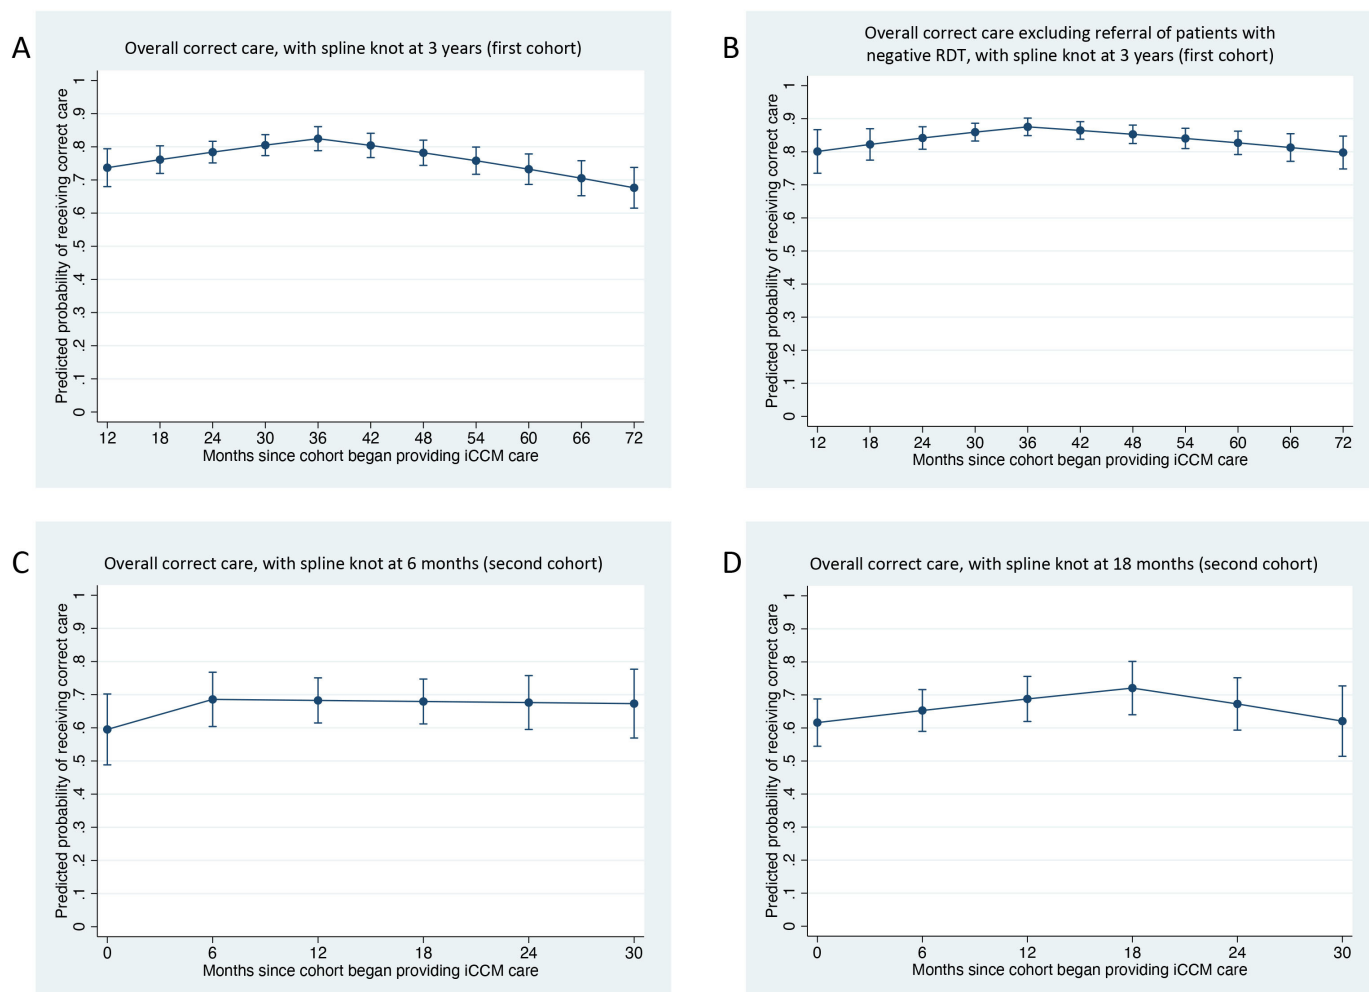 A
Overall correct care, with spline knot at 3 years (first cohort)
Predicted probability of receiving correct care
1
.9
.8
.7
.6
.5
.4
.3
.2
.1
0
12 18 24 30 36 42 48 54 60 66 72
Months since cohort began providing iCCM care
B
Overall correct care excluding referral of patients with
negative RDT, with spline knot at 3 years (first cohort)
Predicted probability of receiving correct care
1
.9
.8
.7
.6
.5
.4
.3
.2
.1
0
12 18 24 30 36 42 48 54 60 66 72
Months since cohort began providing iCCM care
C
Overall correct care, with spline knot at 6 months (second cohort)
Predicted probability of receiving correct care
1
.9
.8
.7
.6
.5
.4
.3
.2
.1
0
0 6 12 18 24 30
Months since cohort began providing iCCM care
D
Overall correct care, with spline knot at 18 months (second cohort)
Predicted probability of receiving correct care
1
.9
.8
.7
.6
.5
.4
.3
.2
.1
0
0 6 12 18 24 30
Months since cohort began providing iCCM care